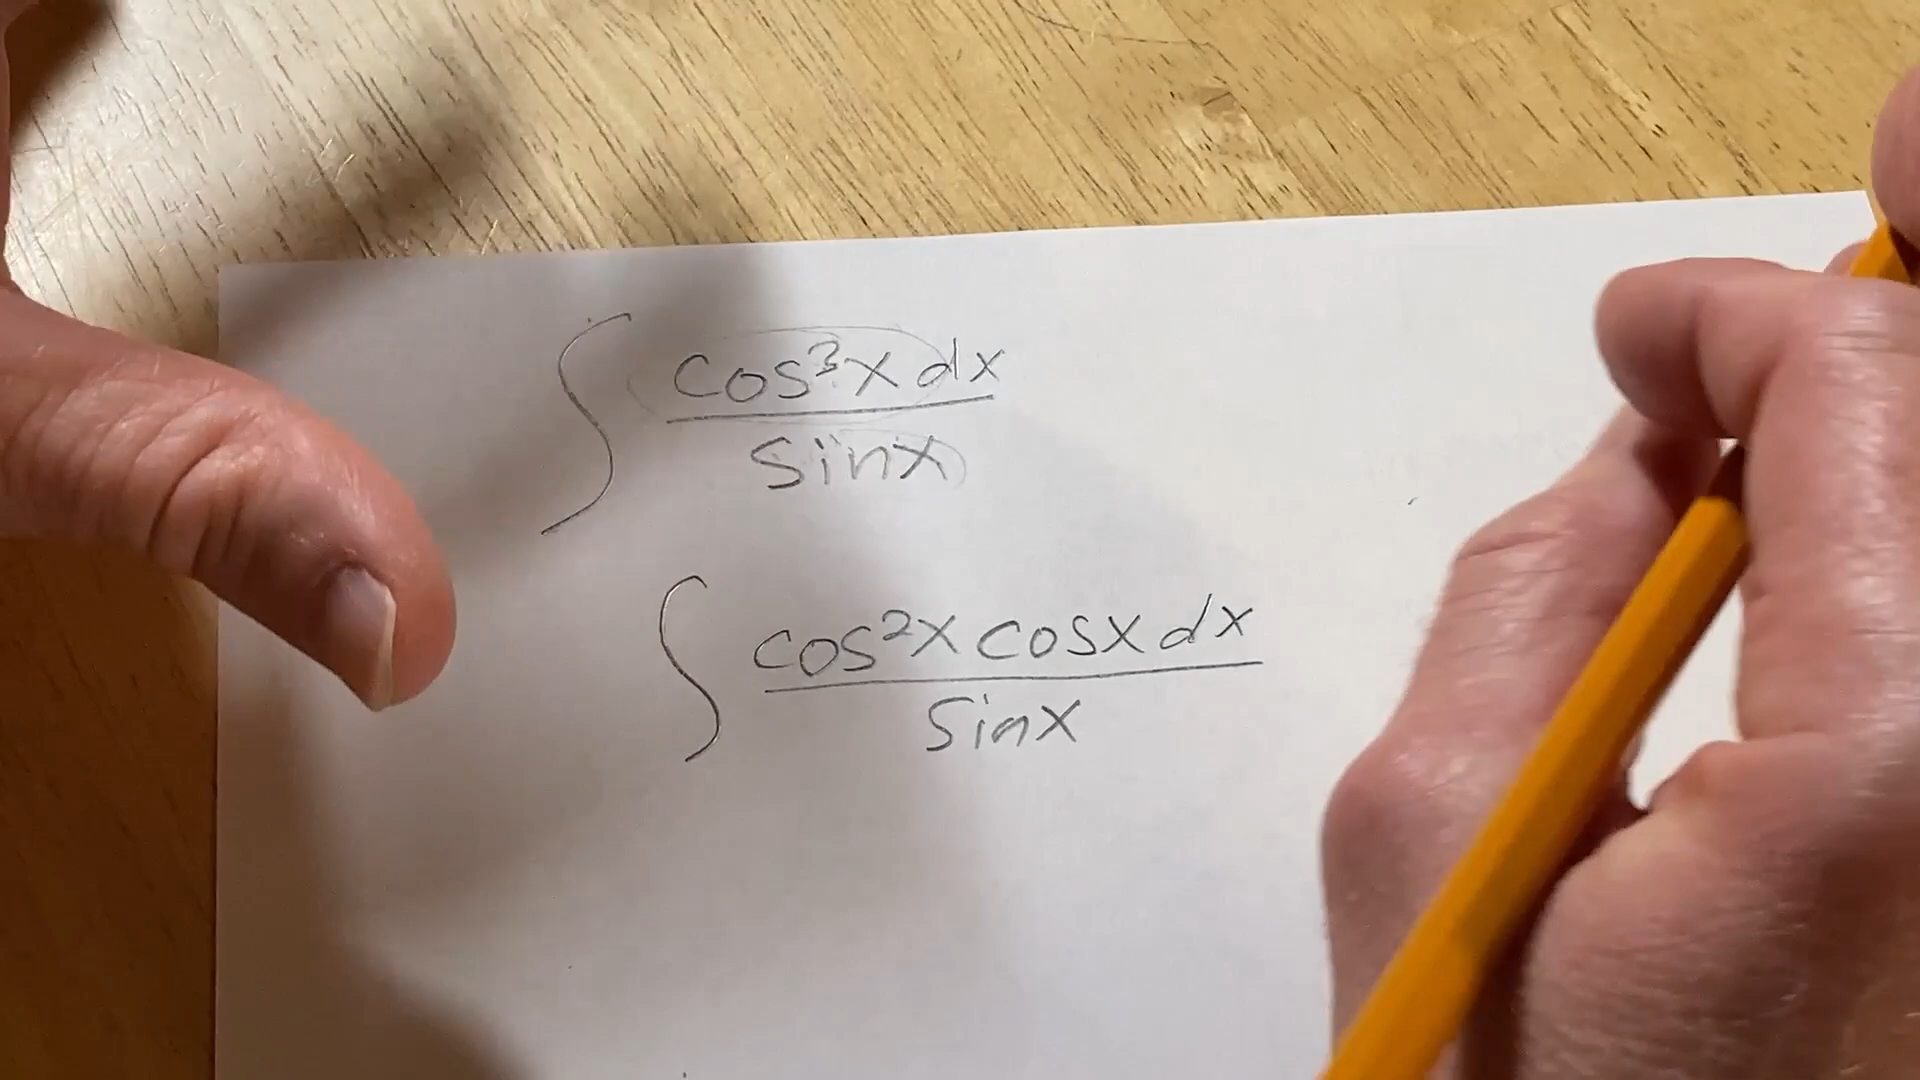 ∫ cos³x dx / sinx
∫ cos²x cosx dx / sinx